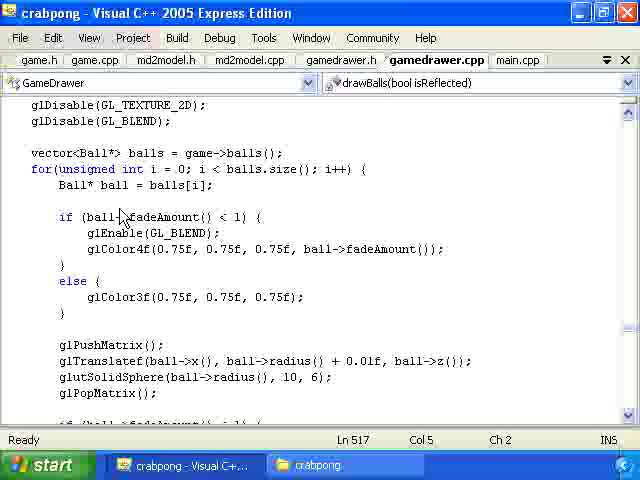 crabpong - Visual C++ 2005 Express Edition
File Edit View Project Build Debug Tools Window Community Help
game.h game.cpp md2model.h md2model.cpp gamedrawer.h gamedrawer.cpp main.cpp
GameDrawer drawBalls(bool isReflected)
glDisable(GL_TEXTURE_2D);
glDisable(GL_BLEND);
vector<Ball*> balls = game->balls();
for(unsigned int i = 0; i < balls.size(); i++) {
Ball* ball = balls[i];
if (ball->fadeAmount() < 1) {
glEnable(GL_BLEND);
glColor4f(0.75f, 0.75f, 0.75f, ball->fadeAmount());
}
else {
glColor3f(0.75f, 0.75f, 0.75f);
}
glPushMatrix();
glTranslatef(ball->x(), ball->radius() + 0.01f, ball->z());
glutSolidSphere(ball->radius(), 10, 6);
glPopMatrix();
if (ball->fadeAmount() < 1) {
Ready Ln 517 Col 5 Ch 2 INS
start crabpong - Visual C+... crabpong